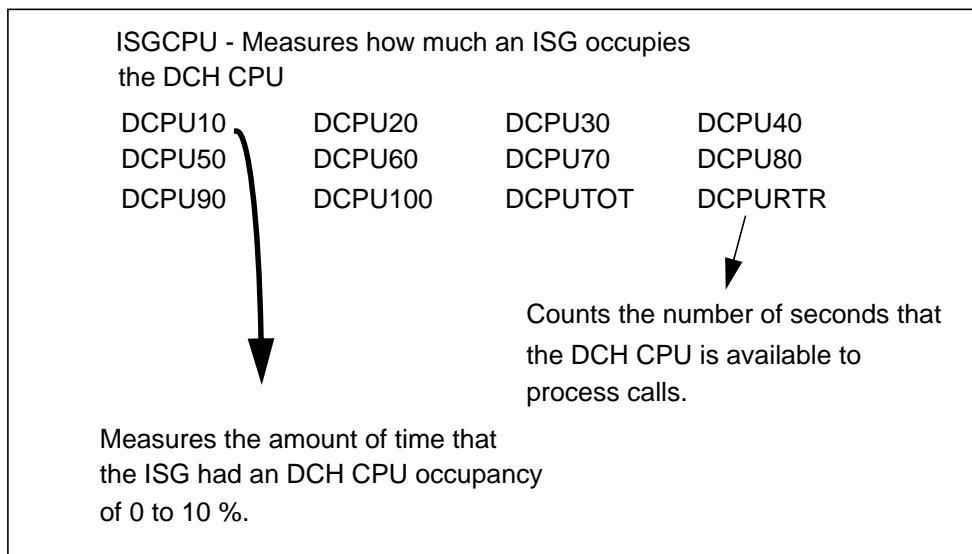 ISGCPU - Measures how much an ISG occupies
the DCH CPU
DCPU10 DCPU20 DCPU30 DCPU40
DCPU50 DCPU60 DCPU70 DCPU80
DCPU90 DCPU100 DCPUTOT DCPURTR
Counts the number of seconds that
the DCH CPU is available to
process calls.
Measures the amount of time that
the ISG had an DCH CPU occupancy
of 0 to 10 %.